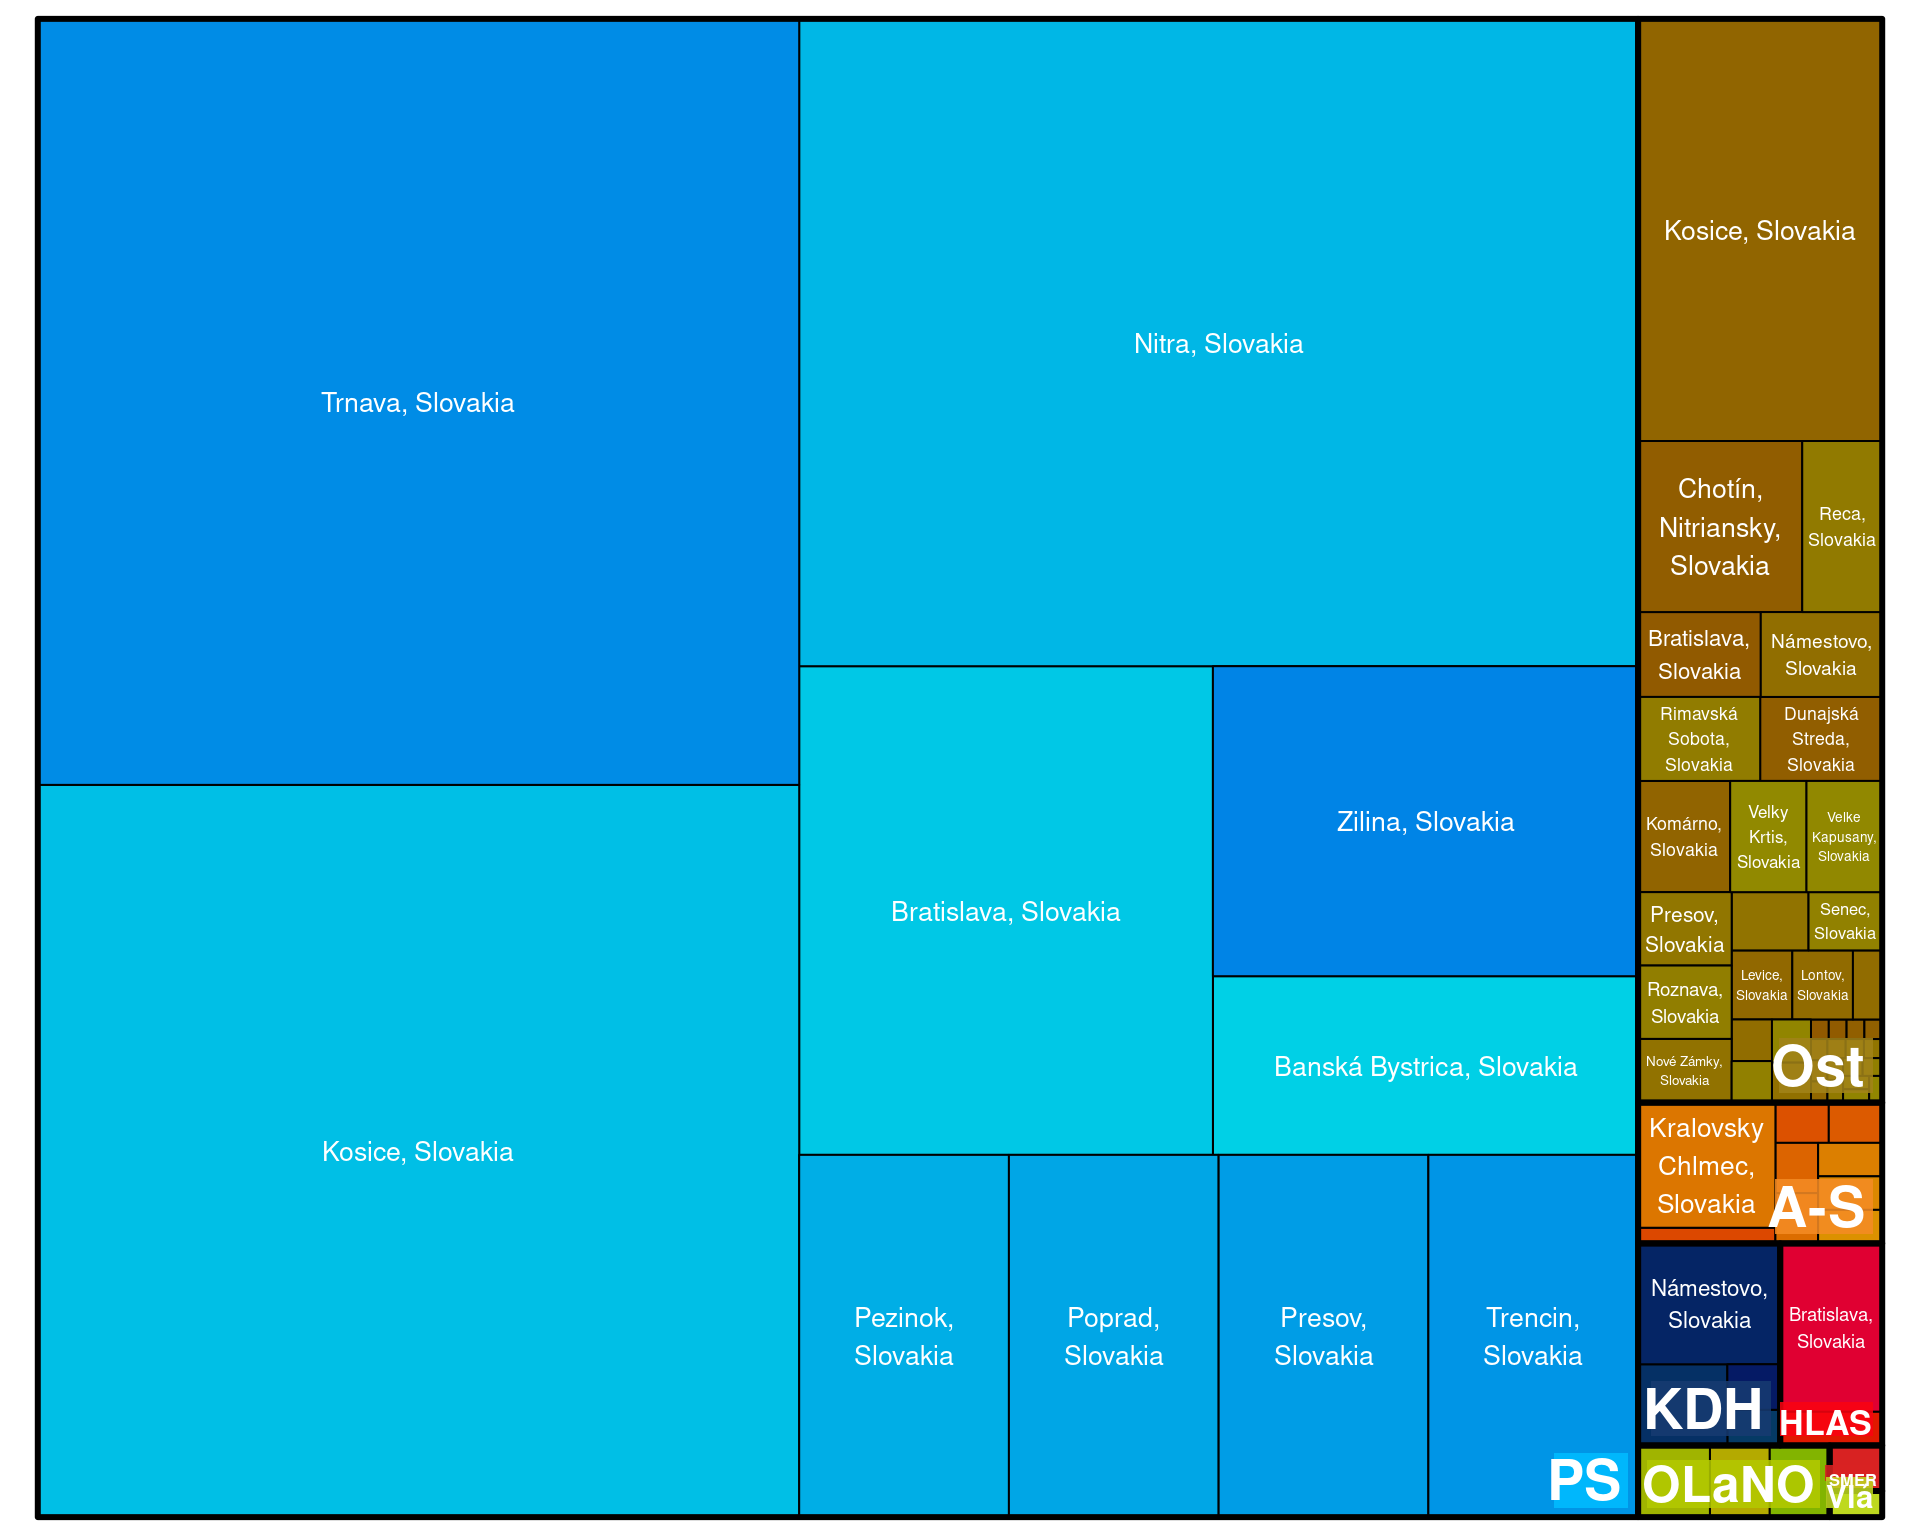 Trnava, Slovakia
Kosice, Slovakia
Nitra, Slovakia
Bratislava, Slovakia
Zilina, Slovakia
Banská Bystrica, Slovakia
Pezinok,
Slovakia
Poprad,
Slovakia
Presov,
Slovakia
Trencin,
Slovakia
PS
Kosice, Slovakia
Chotín,
Nitriansky,
Slovakia
Reca,
Slovakia
Bratislava,
Slovakia
Námestovo,
Slovakia
Rimavská
Sobota,
Slovakia
Dunajská
Streda,
Slovakia
Komárno,
Slovakia
Velky
Krtis,
Slovakia
Velke
Kapusany,
Slovakia
Presov,
Slovakia
Senec,
Slovakia
Roznava,
Slovakia
Levice,
Slovakia
Lontov,
Slovakia
Nové Zámky,
Slovakia
Ost
Kralovsky
Chlmec,
Slovakia
A-S
Námestovo,
Slovakia
KDH
Bratislava,
Slovakia
HLAS
OLaNO
SMER
Vla